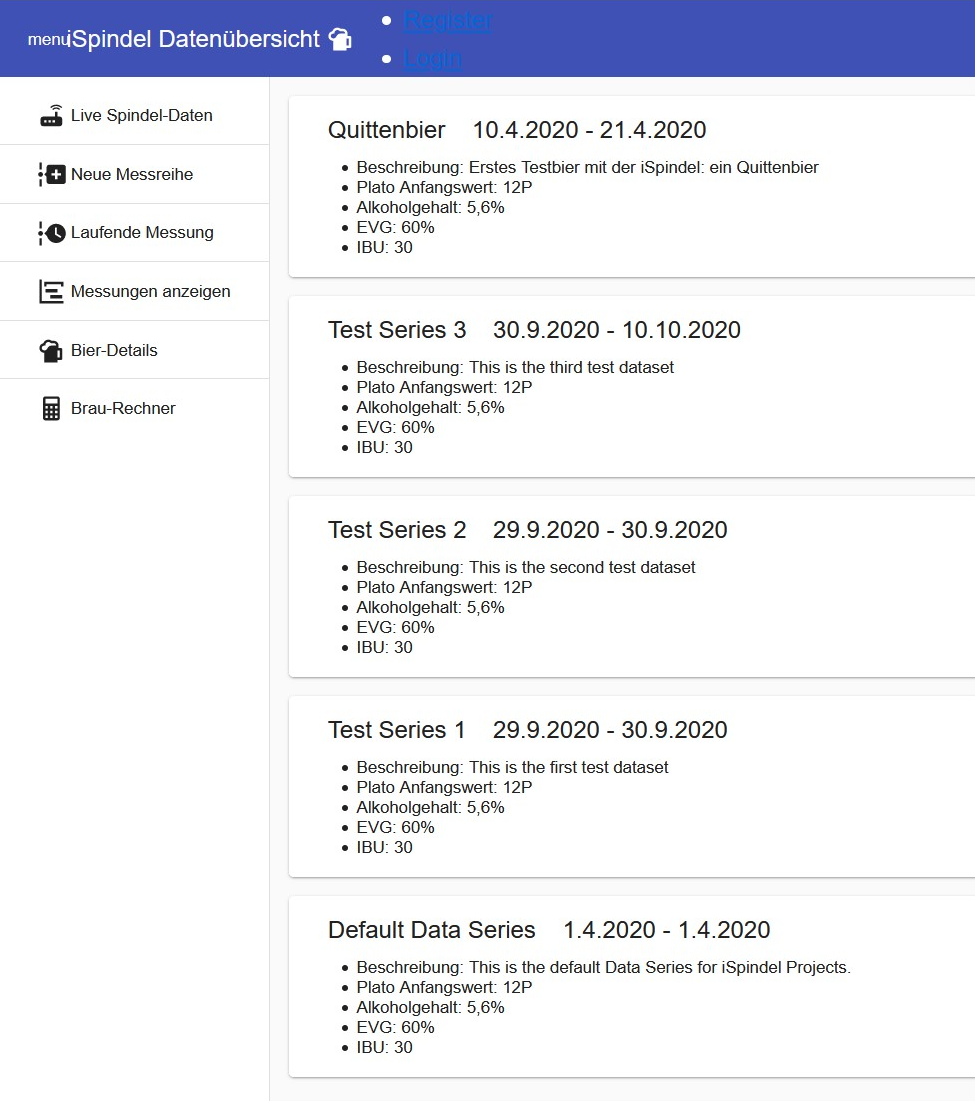 menu iSpindel Datenübersicht
Register
Login
Live Spindel-Daten
Neue Messreihe
Laufende Messung
Messungen anzeigen
Bier-Details
Brau-Rechner
Quittenbier 10.4.2020 - 21.4.2020
Beschreibung: Erstes Testbier mit der iSpindel: ein Quittenbier
Plato Anfangswert: 12P
Alkoholgehalt: 5,6%
EVG: 60%
IBU: 30
Test Series 3 30.9.2020 - 10.10.2020
Beschreibung: This is the third test dataset
Plato Anfangswert: 12P
Alkoholgehalt: 5,6%
EVG: 60%
IBU: 30
Test Series 2 29.9.2020 - 30.9.2020
Beschreibung: This is the second test dataset
Plato Anfangswert: 12P
Alkoholgehalt: 5,6%
EVG: 60%
IBU: 30
Test Series 1 29.9.2020 - 30.9.2020
Beschreibung: This is the first test dataset
Plato Anfangswert: 12P
Alkoholgehalt: 5,6%
EVG: 60%
IBU: 30
Default Data Series 1.4.2020 - 1.4.2020
Beschreibung: This is the default Data Series for iSpindel Projects.
Plato Anfangswert: 12P
Alkoholgehalt: 5,6%
EVG: 60%
IBU: 30